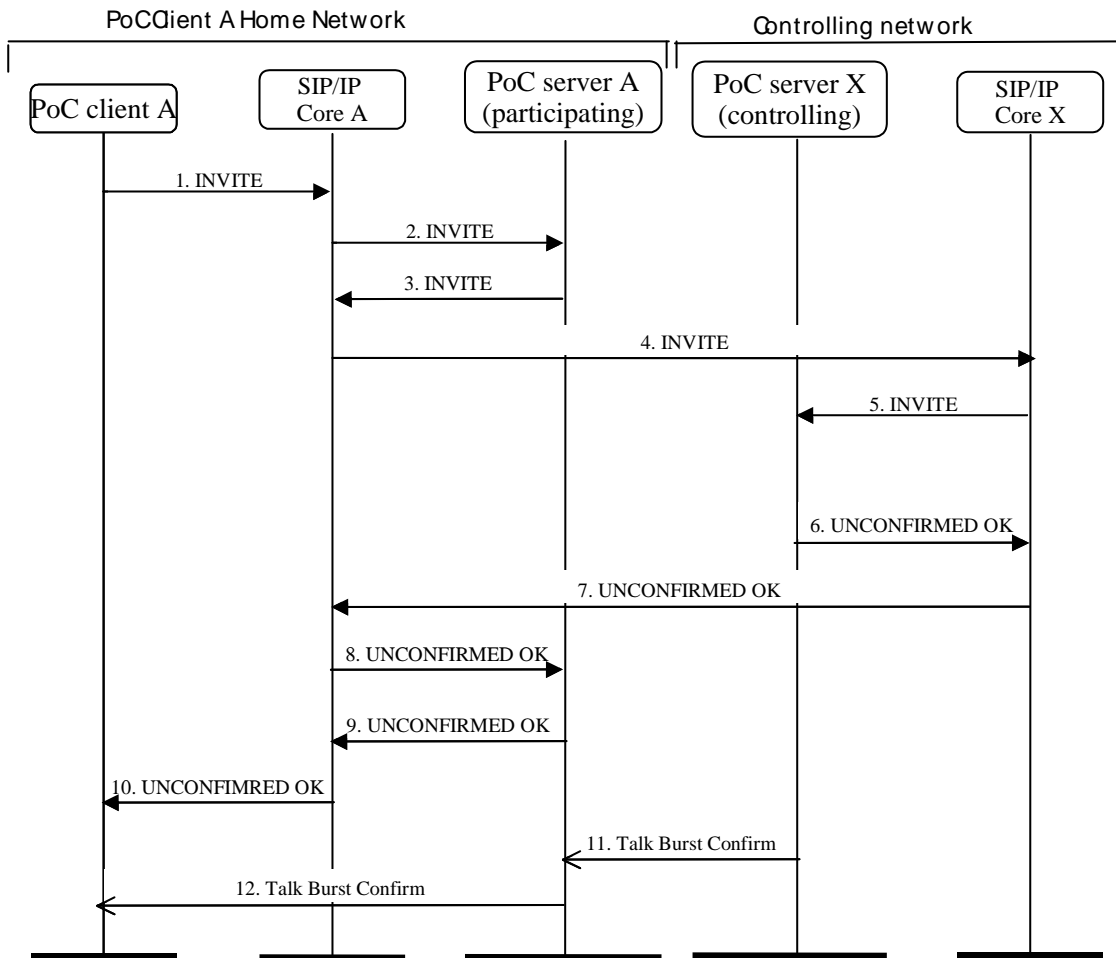 PoCClient A Home Network
Controlling network
PoC client A
SIP/IP
Core A
PoC server A
(participating)
PoC server X
(controlling)
SIP/IP
Core X
1. INVITE
2. INVITE
3. INVITE
4. INVITE
5. INVITE
6. UNCONFIRMED OK
7. UNCONFIRMED OK
8. UNCONFIRMED OK
9. UNCONFIRMED OK
10. UNCONFIMRED OK
11. Talk Burst Confirm
12. Talk Burst Confirm